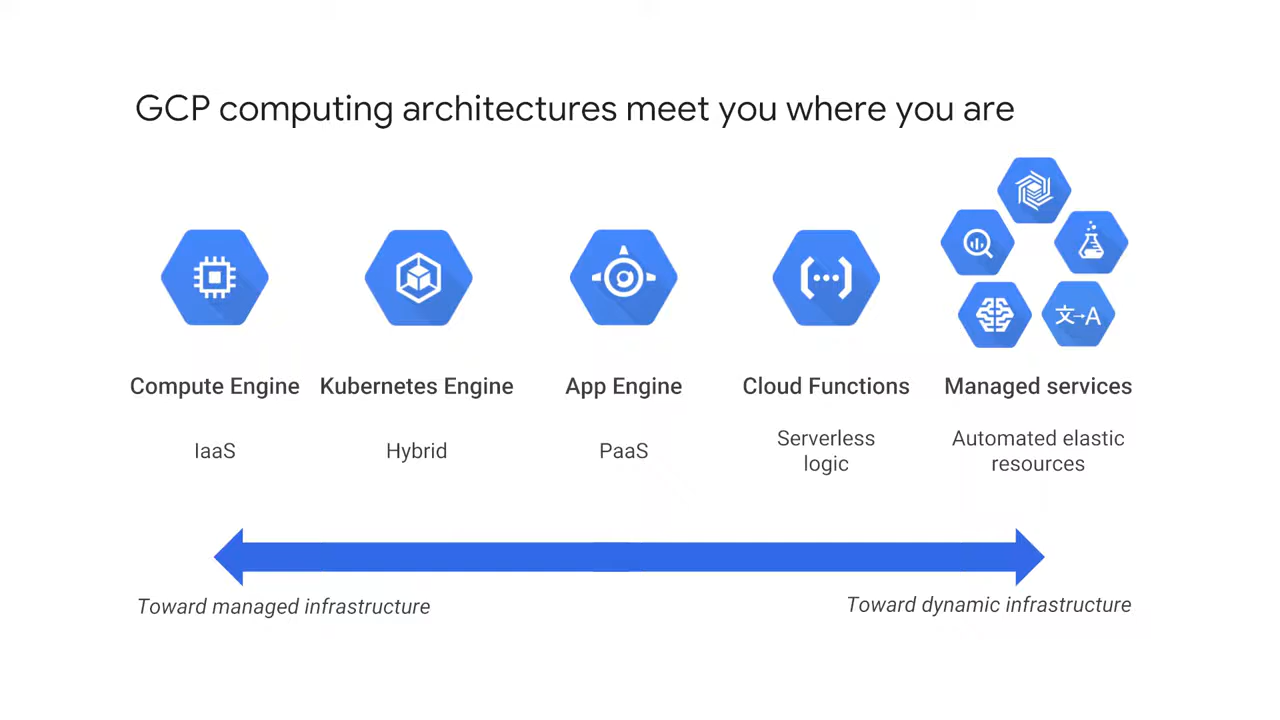 GCP computing architectures meet you where you are
文→A
Compute Engine
Kubernetes Engine
App Engine
Cloud Functions
Managed services
IaaS
Hybrid
PaaS
Serverless
logic
Automated elastic
resources
Toward managed infrastructure
Toward dynamic infrastructure